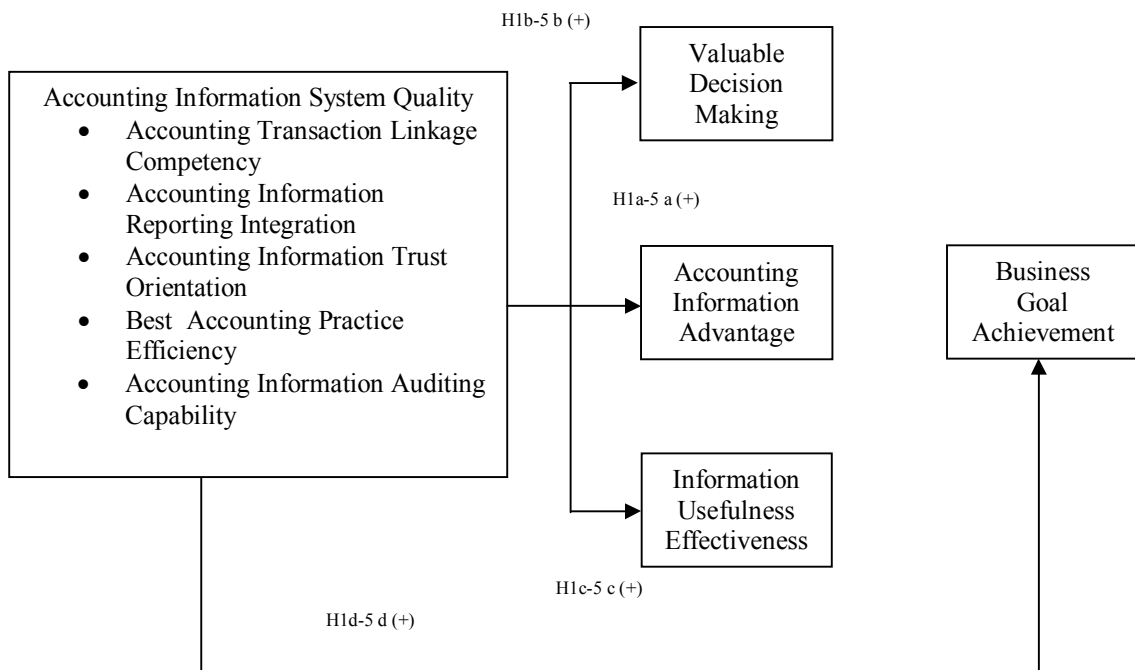 H1b-5 b (+)
Valuable
Decision
Making
Accounting Information System Quality
• Accounting Transaction Linkage
Competency
• Accounting Information
Reporting Integration
• Accounting Information Trust
Orientation
• Best Accounting Practice
Efficiency
• Accounting Information Auditing
Capability
H1a-5 a (+)
Accounting
Information
Advantage
Business
Goal
Achievement
Information
Usefulness
Effectiveness
H1c-5 c (+)
H1d-5 d (+)